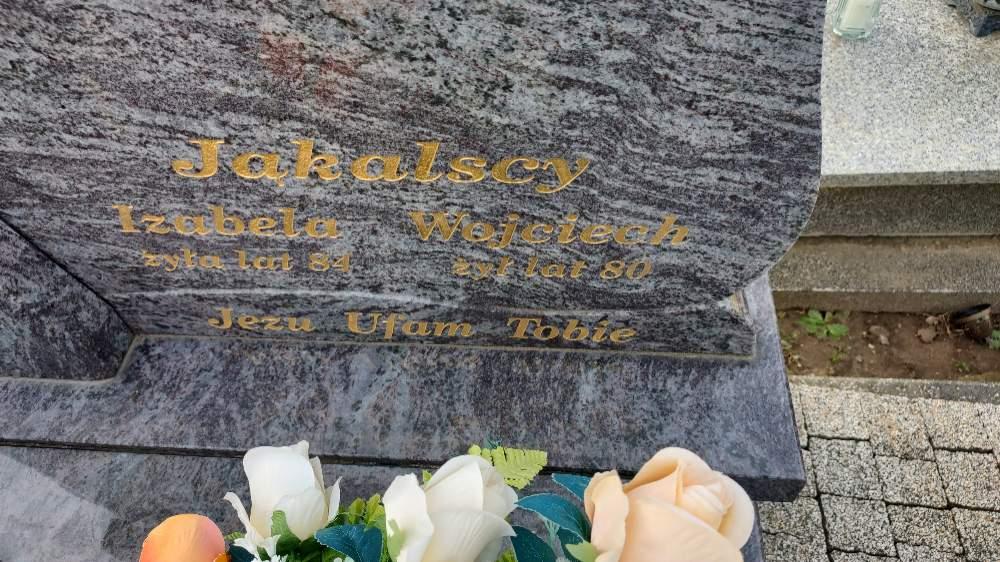 Jąkalscy
Izabela Wojciech
żyła lat 84 żył lat 80
Jezu Ufam Tobie